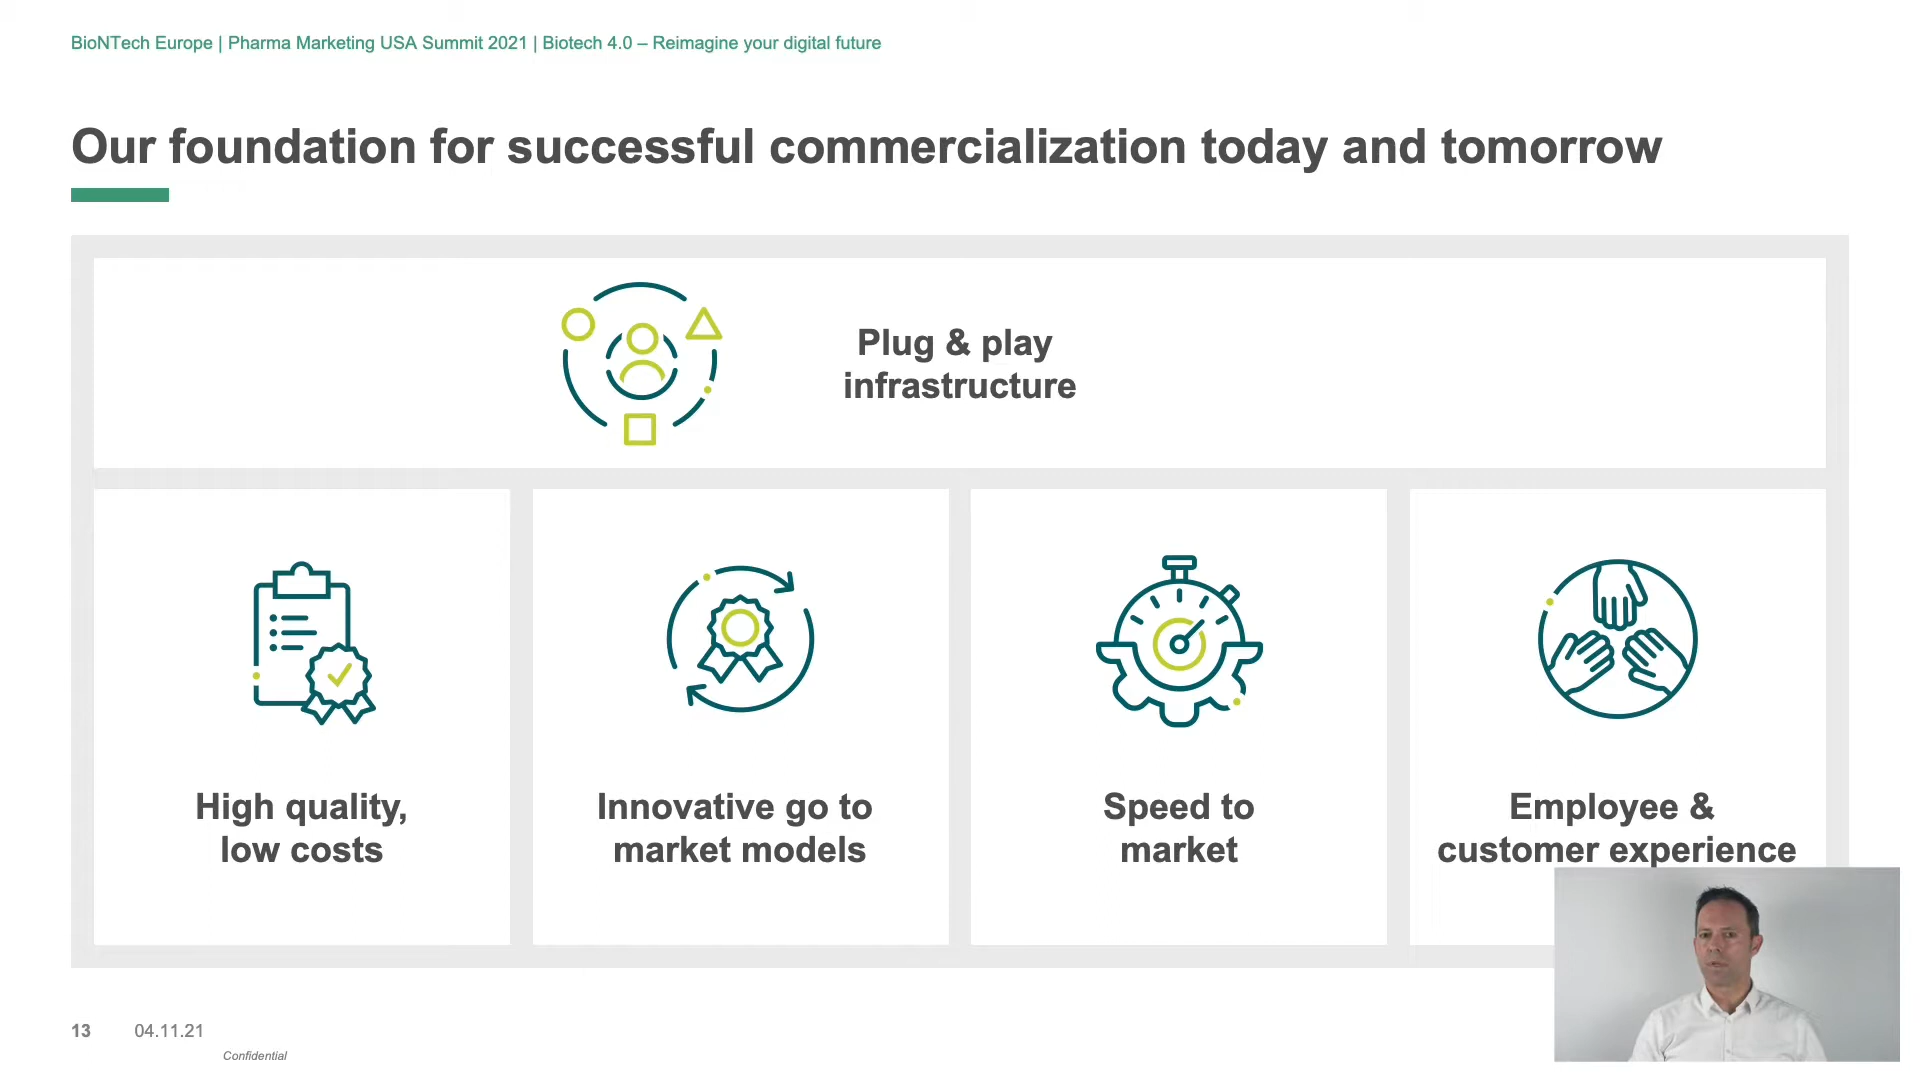 BioNTech Europe | Pharma Marketing USA Summit 2021 | Biotech 4.0 – Reimagine your digital future
Our foundation for successful commercialization today and tomorrow
Plug & play
infrastructure
High quality,
low costs
Innovative go to
market models
Speed to
market
Employee &
customer experience
13 04.11.21
Confidential